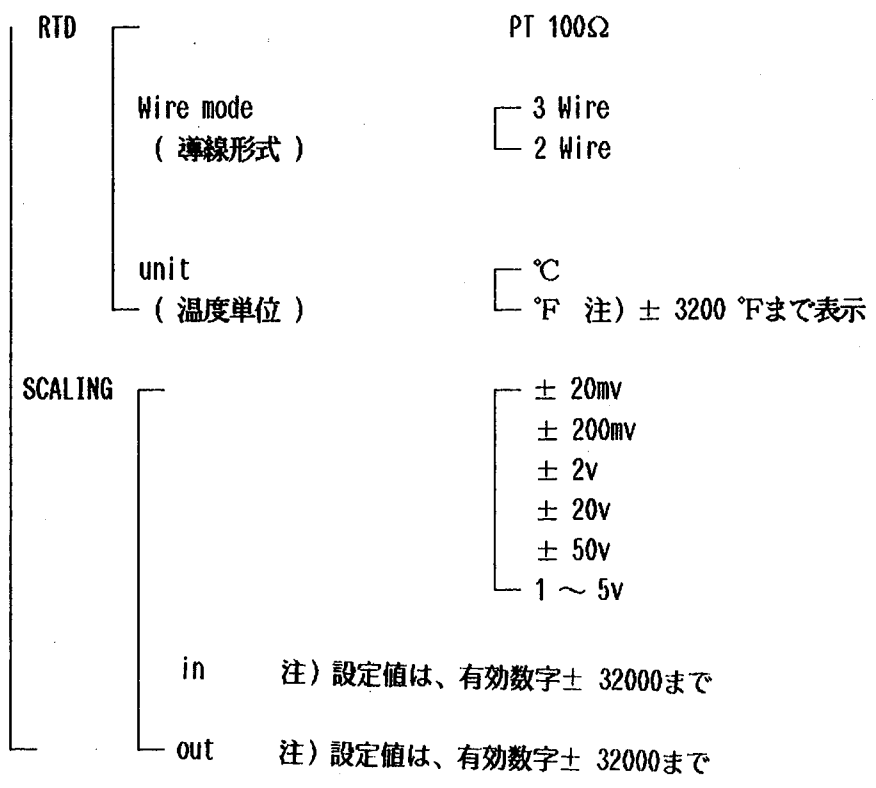 RTD PT 100Ω
Wire mode 3 Wire
( 導線形式 ) 2 Wire
unit ℃
( 温度単位 ) ℉ 注) ± 3200 ℉まで表示
SCALING ± 20mv
± 200mv
± 2v
± 20v
± 50v
1 ～ 5v
in 注) 設定値は、有効数字± 32000まで
out 注) 設定値は、有効数字± 32000まで